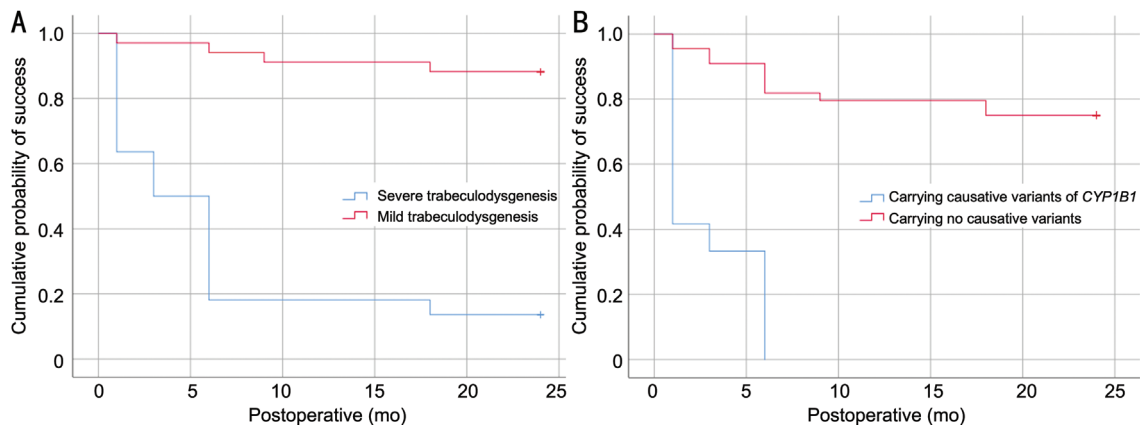 A
Cumulative probability of success
1.0
0.8
0.6
0.4
0.2
0
Severe trabeculodysgenesis
Mild trabeculodysgenesis
0 5 10 15 20 25
Postoperative (mo)
B
Cumulative probability of success
1.0
0.8
0.6
0.4
0.2
0
Carrying causative variants of CYP1B1
Carrying no causative variants
0 5 10 15 20 25
Postoperative (mo)